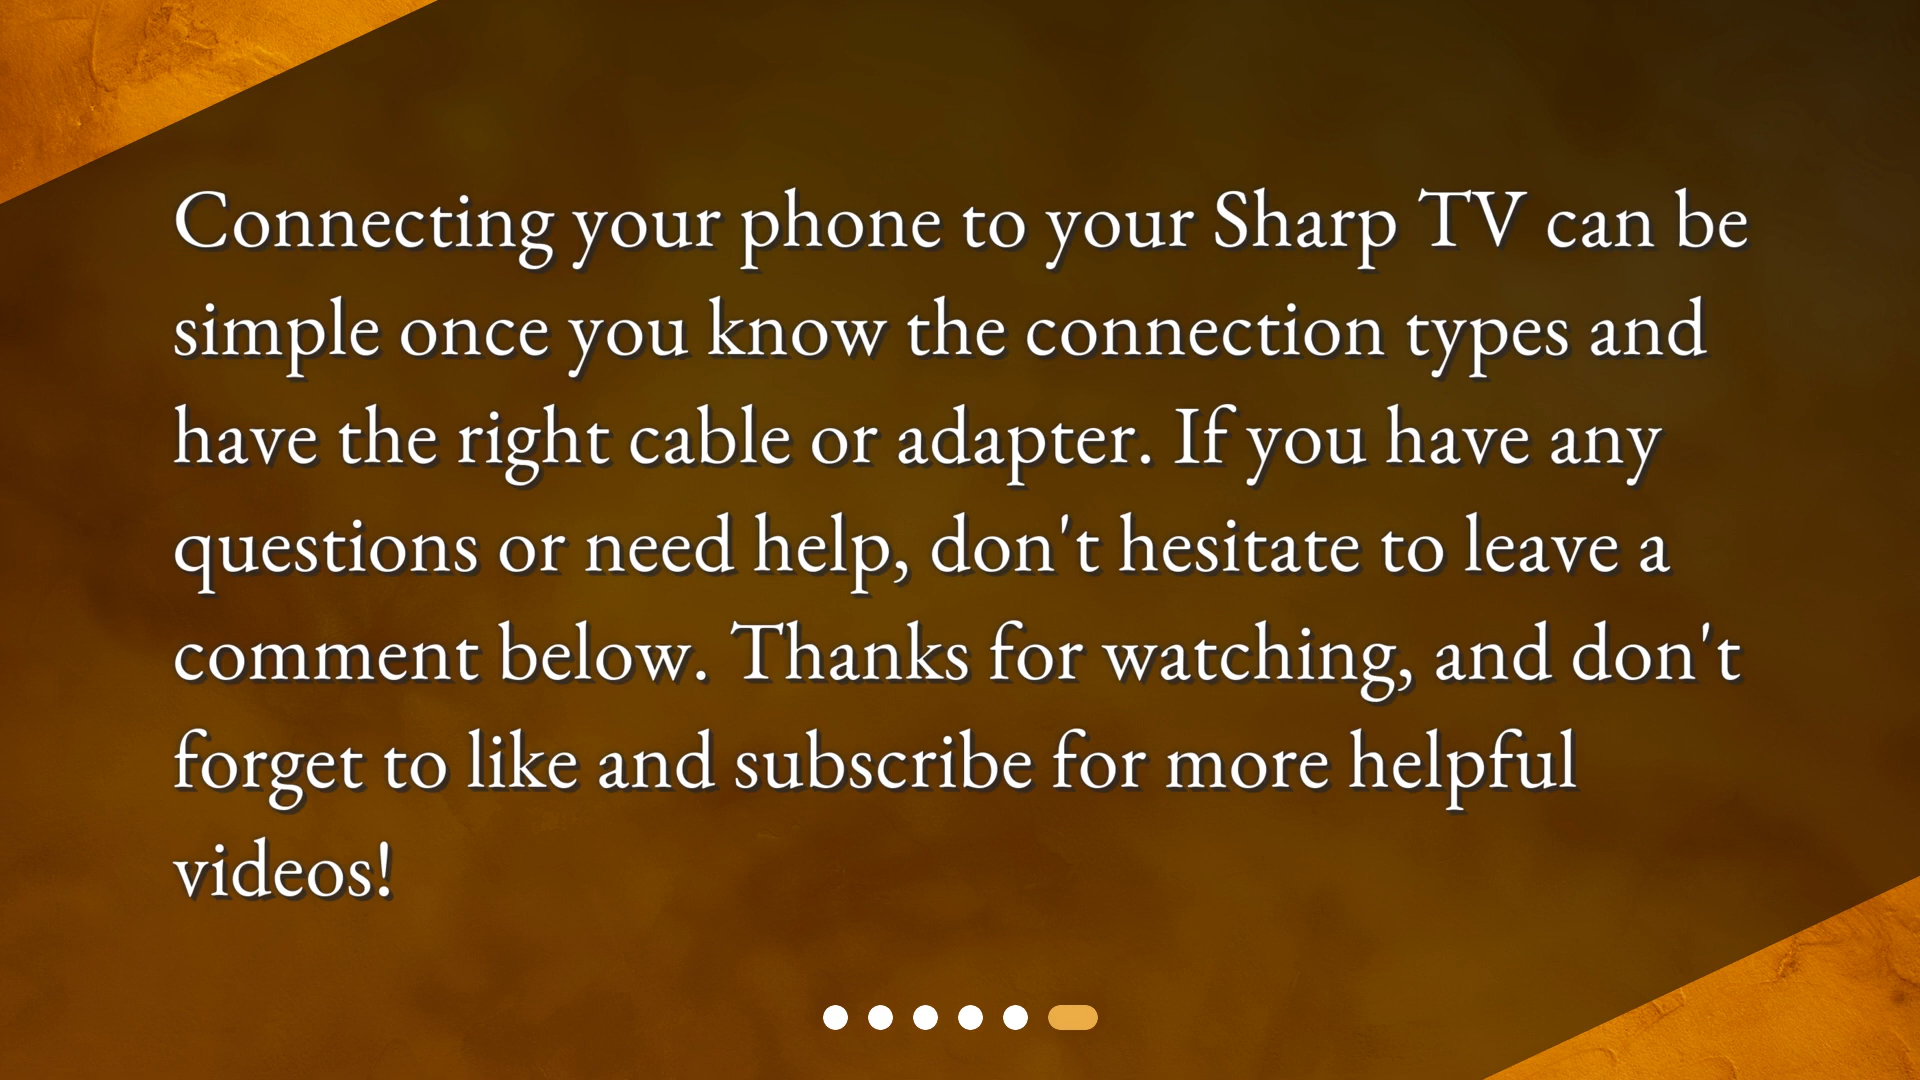 Connecting your phone to your Sharp TV can be
simple once you know the connection types and
have the right cable or adapter. If you have any
questions or need help, don't hesitate to leave a
comment below. Thanks for watching, and don't
forget to like and subscribe for more helpful
videos!